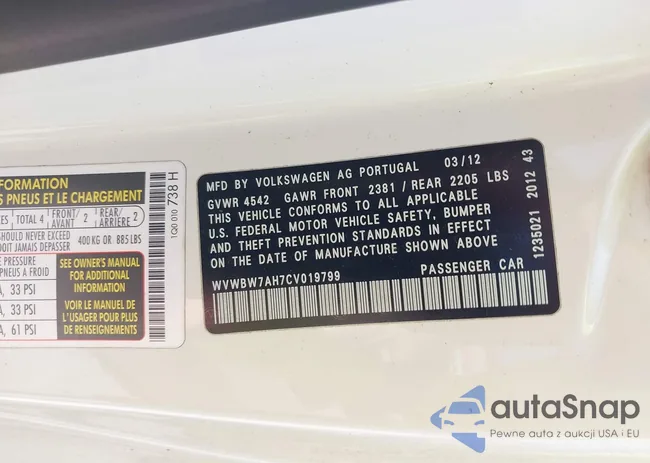 FORMATION
S PNEUS ET LE CHARGEMENT
TOTAL 4 FRONT/AVANT 2 REAR/ARRIERE 2
SHOULD NEVER EXCEED 400 KG OR 885 LBS
DOIT JAMAIS DEPASSER
PRESSURE
PNEUS A FROID
33 PSI
33 PSI
61 PSI
SEE OWNER'S MANUAL
FOR ADDITIONAL
INFORMATION
VOIR LE MANUEL DE
L'USAGER POUR PLUS
DE RENSEIGNEMENTS
1Q0 010 738 H
MFD BY VOLKSWAGEN AG PORTUGAL 03/12
GVWR 4542 GAWR FRONT 2381 / REAR 2205 LBS
THIS VEHICLE CONFORMS TO ALL APPLICABLE
U.S. FEDERAL MOTOR VEHICLE SAFETY, BUMPER
AND THEFT PREVENTION STANDARDS IN EFFECT
ON THE DATE OF MANUFACTURE SHOWN ABOVE
WVWBW7AH7CV019799 PASSENGER CAR
1235021 2012 43
autaSnap
Pewne auta z aukcji USA i EU